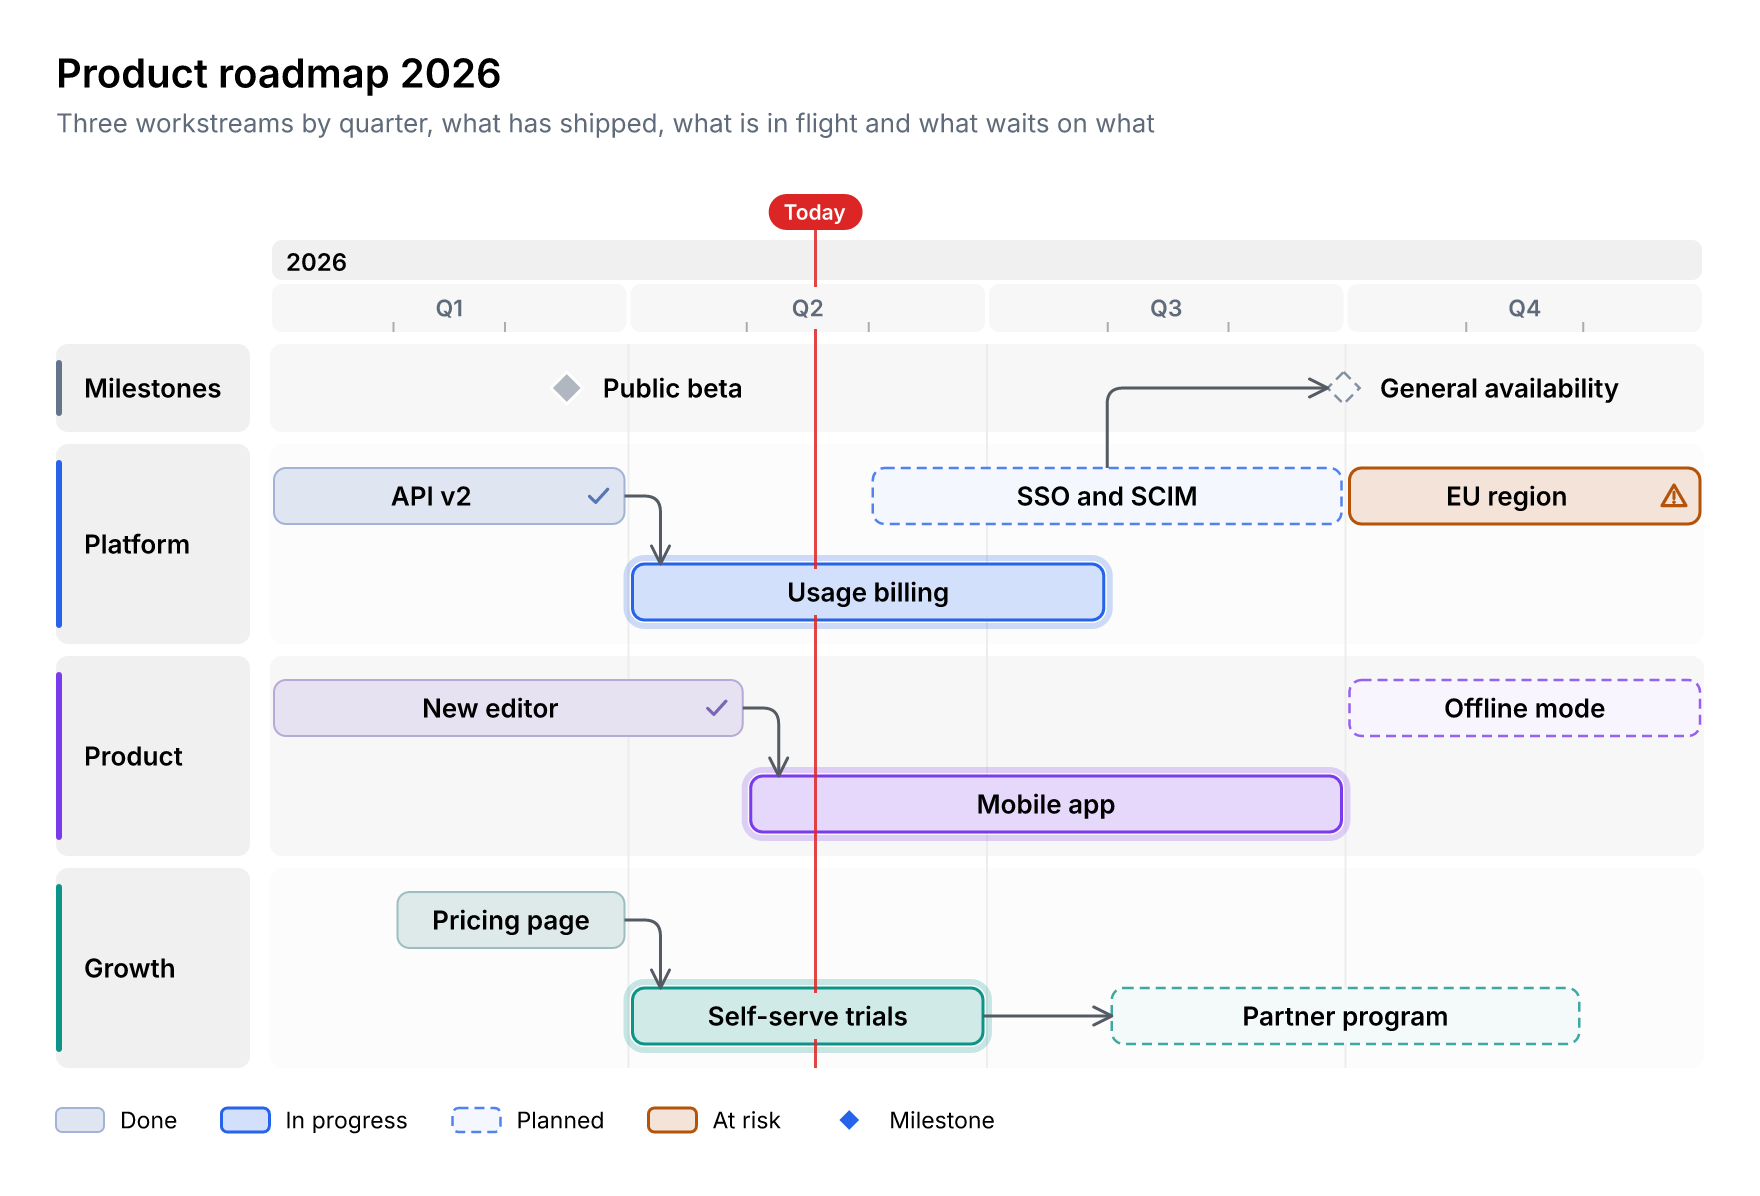 Product roadmap 2026
Three workstreams by quarter, what has shipped, what is in flight and what waits on what
Today
2026
Q1
Q2
Q3
Q4
Milestones
Public beta
General availability
Platform
API v2
SSO and SCIM
EU region
Usage billing
Product
New editor
Offline mode
Mobile app
Growth
Pricing page
Self-serve trials
Partner program
Done
In progress
Planned
At risk
Milestone